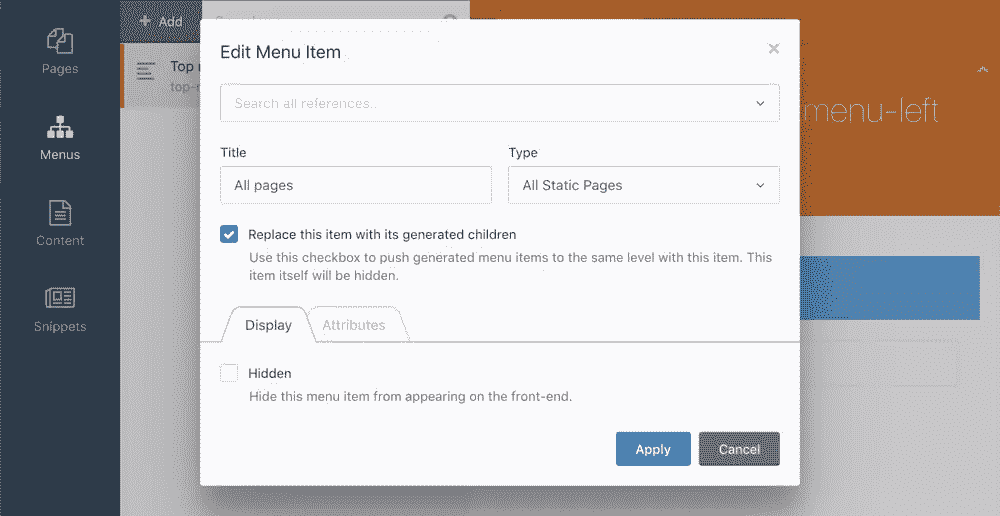 Pages
Menus
Content
Snippets
+ Add
Top
top-
menu-left
Edit Menu Item
×
Search all references..
Title
Type
All pages
All Static Pages
Replace this item with its generated children
Use this checkbox to push generated menu items to the same level with this item. This
item itself will be hidden.
Display
Attributes
Hidden
Hide this menu item from appearing on the front-end.
Apply
Cancel